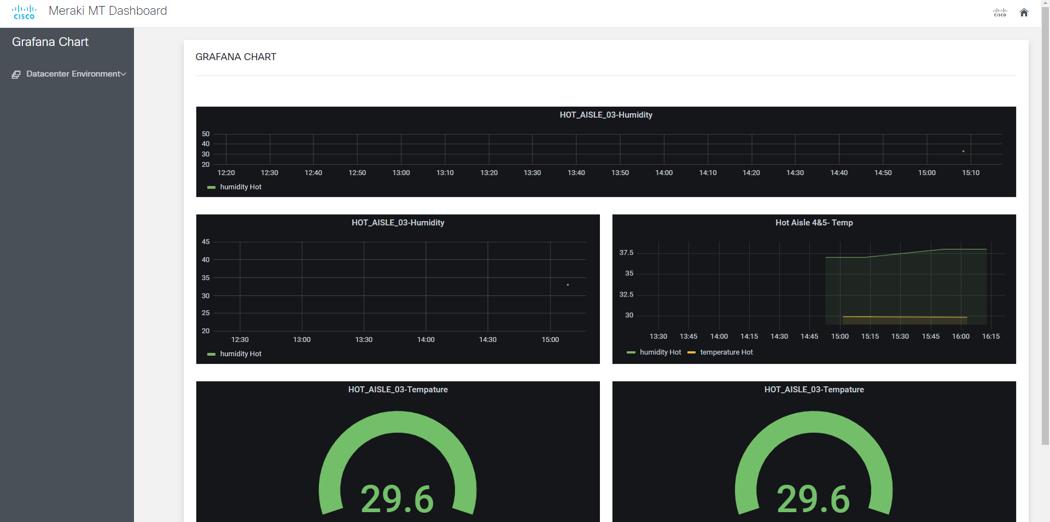 CISCO Meraki MT Dashboard CISCO
Grafana Chart
Datacenter Environment
GRAFANA CHART
HOT_AISLE_03-Humidity
50
40
30
20
12:20 12:30 12:40 12:50 13:00 13:10 13:20 13:30 13:40 13:50 14:00 14:10 14:20 14:30 14:40 14:50 15:00 15:10
humidity Hot
HOT_AISLE_03-Humidity
45
40
35
30
25
20
12:30 13:00 13:30 14:00 14:30 15:00
humidity Hot
Hot Aisle 4&5- Temp
37.5
35
32.5
30
13:30 13:45 14:00 14:15 14:30 14:45 15:00 15:15 15:30 15:45 16:00 16:15
humidity Hot temperature Hot
HOT_AISLE_03-Tempature
29.6
HOT_AISLE_03-Tempature
29.6